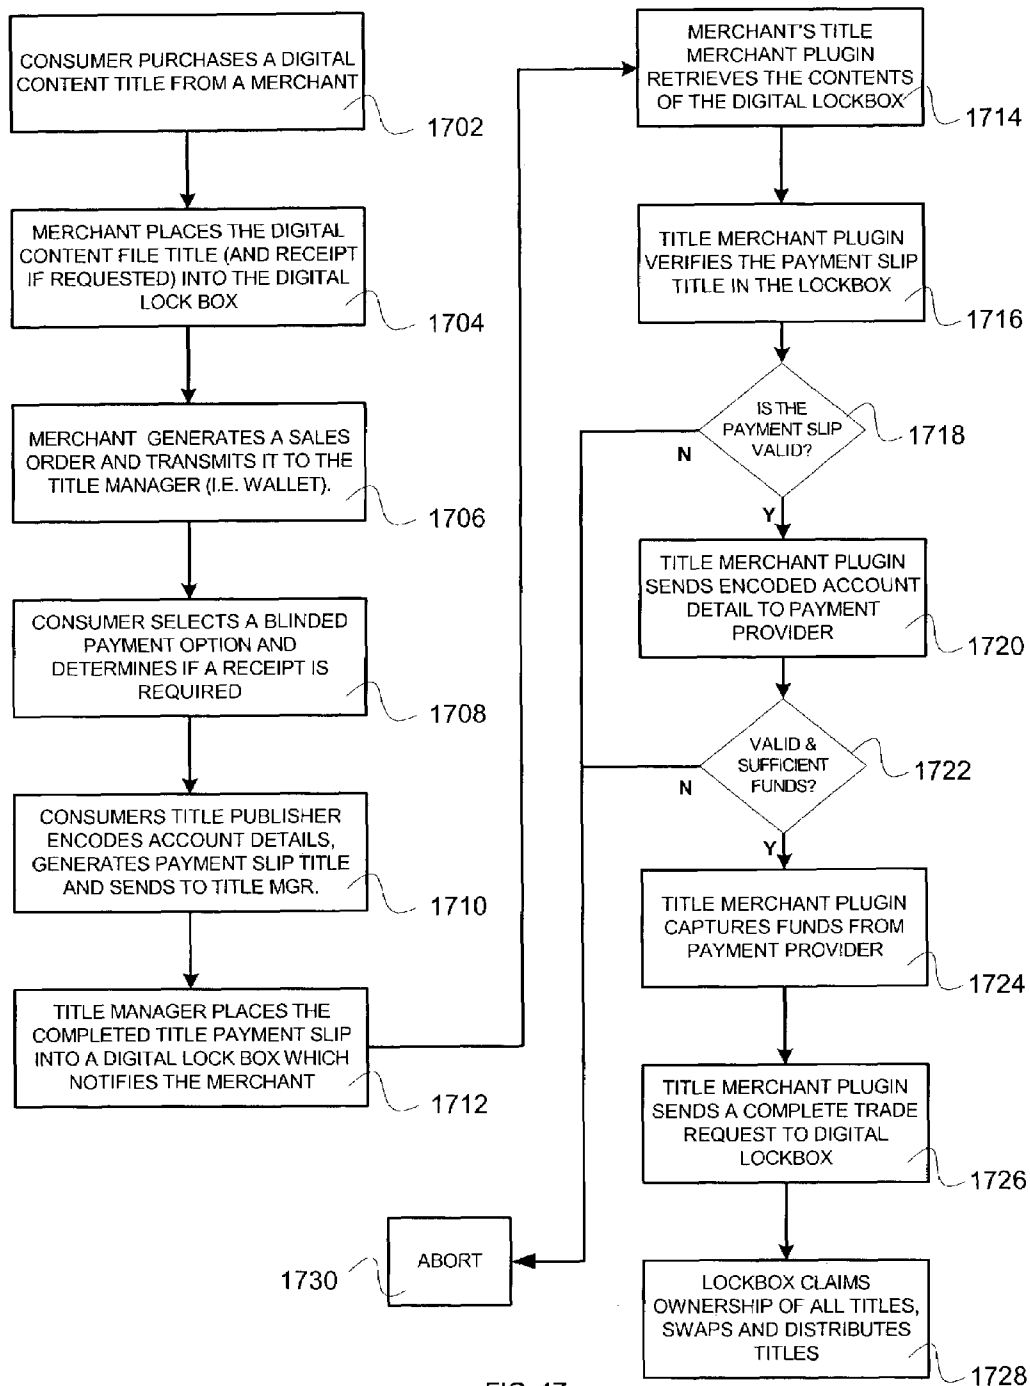 CONSUMER PURCHASES A DIGITAL
CONTENT TITLE FROM A MERCHANT
1702
MERCHANT PLACES THE DIGITAL
CONTENT FILE TITLE (AND RECEIPT
IF REQUESTED) INTO THE DIGITAL
LOCK BOX
1704
MERCHANT GENERATES A SALES
ORDER AND TRANSMITS IT TO THE
TITLE MANAGER (I.E. WALLET).
1706
CONSUMER SELECTS A BLINDED
PAYMENT OPTION AND
DETERMINES IF A RECEIPT IS
REQUIRED
1708
CONSUMERS TITLE PUBLISHER
ENCODES ACCOUNT DETAILS,
GENERATES PAYMENT SLIP TITLE
AND SENDS TO TITLE MGR.
1710
TITLE MANAGER PLACES THE
COMPLETED TITLE PAYMENT SLIP
INTO A DIGITAL LOCK BOX WHICH
NOTIFIES THE MERCHANT
1712
MERCHANT'S TITLE
MERCHANT PLUGIN
RETRIEVES THE CONTENTS
OF THE DIGITAL LOCKBOX
1714
TITLE MERCHANT PLUGIN
VERIFIES THE PAYMENT SLIP
TITLE IN THE LOCKBOX
1716
IS THE
PAYMENT SLIP
VALID?
1718
N
Y
TITLE MERCHANT PLUGIN
SENDS ENCODED ACCOUNT
DETAIL TO PAYMENT
PROVIDER
1720
VALID &
SUFFICIENT
FUNDS?
1722
N
Y
TITLE MERCHANT PLUGIN
CAPTURES FUNDS FROM
PAYMENT PROVIDER
1724
TITLE MERCHANT PLUGIN
SENDS A COMPLETE TRADE
REQUEST TO DIGITAL
LOCKBOX
1726
ABORT
1730
LOCKBOX CLAIMS
OWNERSHIP OF ALL TITLES,
SWAPS AND DISTRIBUTES
TITLES
1728
FIG. 17